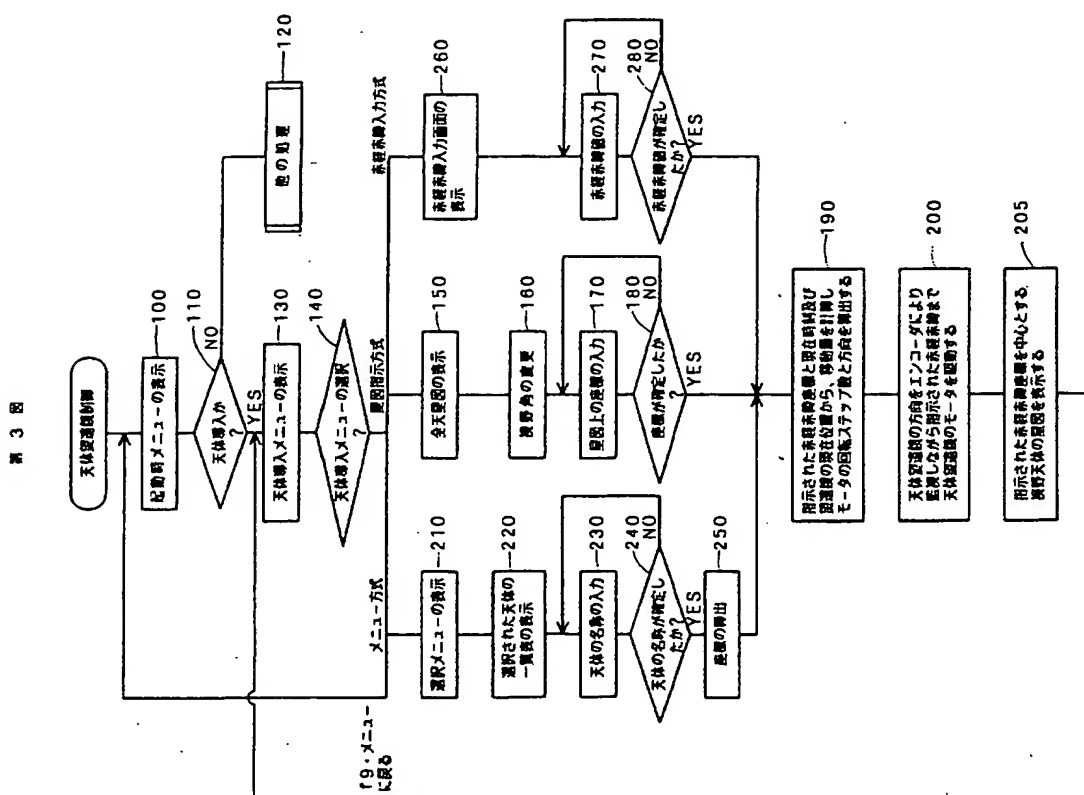 第 3 図
天体望遠鏡制御
起動時メニューの表示
100
天体導入か
?
110
NO
YES
他の処理
120
天体導入メニューの表示
130
天体導入メニューの選択
?
140
f9・メニュー
に戻る
メニュー方式
星図指示方式
赤経赤緯入力方式
選択メニューの表示
210
選択された天体の
一覧表の表示
220
天体の名称の入力
230
天体の名称が確定し
たか?
240
NO
YES
座標の算出
250
全天星図の表示
150
視野角の変更
160
星図上の座標の入力
170
座標が確定したか
?
180
NO
YES
赤経赤緯入力画面の
表示
260
赤経赤緯値の入力
270
赤経赤緯値が確定し
たか?
280
NO
YES
指示された赤経赤緯座標と現在時刻及び
望遠鏡の現在位置から、移動量を計算し
モータの回転ステップ数と方向を算出する
190
天体望遠鏡の方向をエンコーダにより
監視しながら指示された赤経赤緯まで
天体望遠鏡のモータを駆動する
200
指示された赤経赤緯座標を中心とする、
視野天体の星図を表示する
205